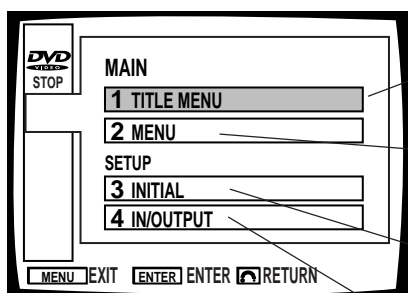 DVD
VIDEO
STOP
MAIN
1 TITLE MENU
2 MENU
SETUP
3 INITIAL
4 IN/OUTPUT
MENU EXIT ENTER ENTER RETURN